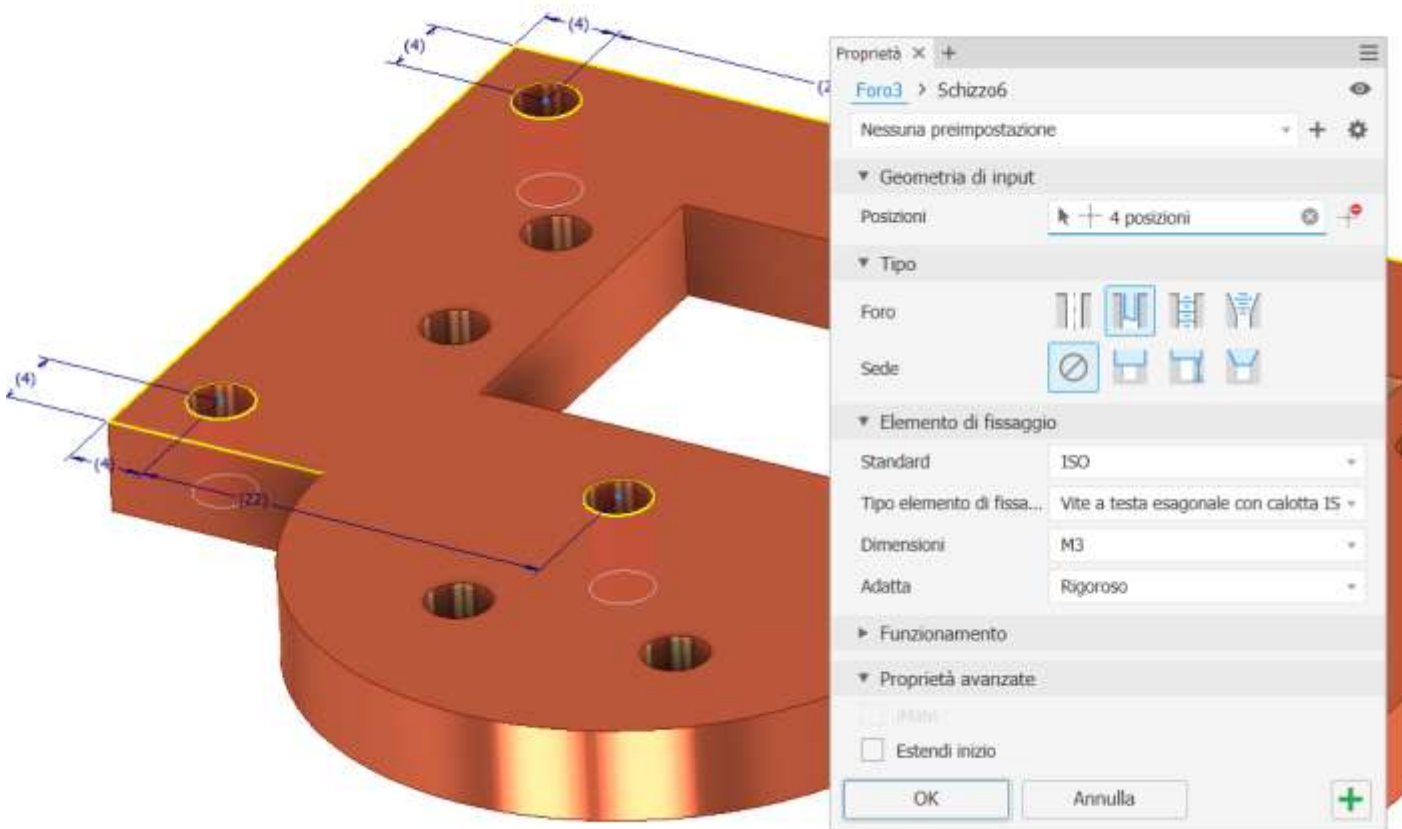 (4)
(4)
(4)
(4)
(22)
Proprietà × +
Foro3 > Schizzo6
Nessuna preimpostazione
Geometria di input
Posizioni 4 posizioni
Tipo
Foro
Sede
Elemento di fissaggio
Standard ISO
Tipo elemento di fissa... Vite a testa esagonale con calotta IS
Dimensioni M3
Adatta Rigoroso
Funzionamento
Proprietà avanzate
iMate
Estendi inizio
OK Annulla